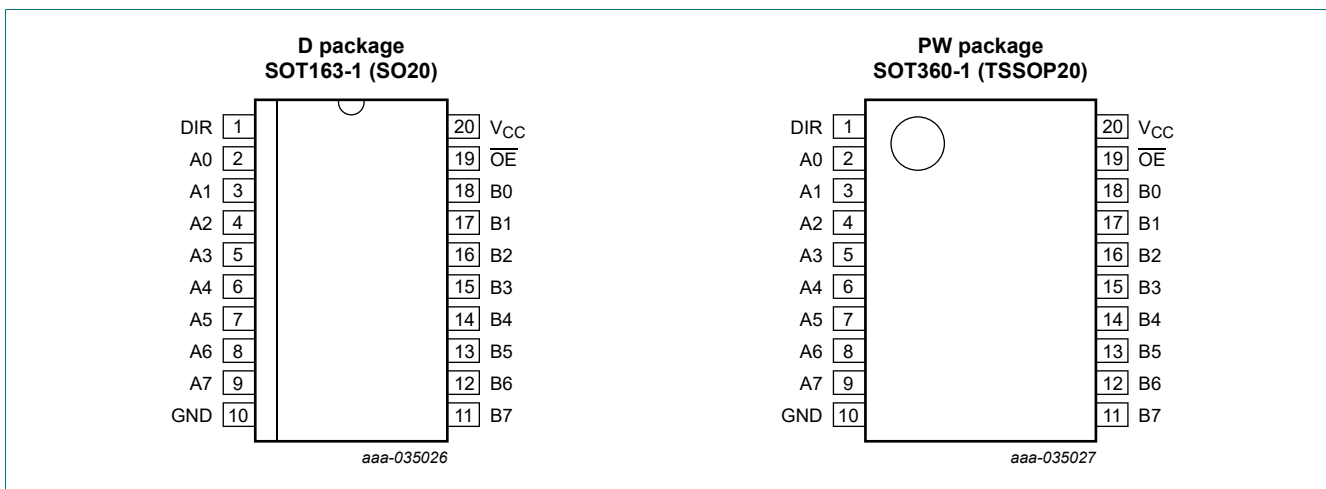 D package
SOT163-1 (SO20)
DIR 1 20 VCC
A0 2 19 O̅E̅
A1 3 18 B0
A2 4 17 B1
A3 5 16 B2
A4 6 15 B3
A5 7 14 B4
A6 8 13 B5
A7 9 12 B6
GND 10 11 B7
aaa-035026
PW package
SOT360-1 (TSSOP20)
DIR 1 20 VCC
A0 2 19 O̅E̅
A1 3 18 B0
A2 4 17 B1
A3 5 16 B2
A4 6 15 B3
A5 7 14 B4
A6 8 13 B5
A7 9 12 B6
GND 10 11 B7
aaa-035027